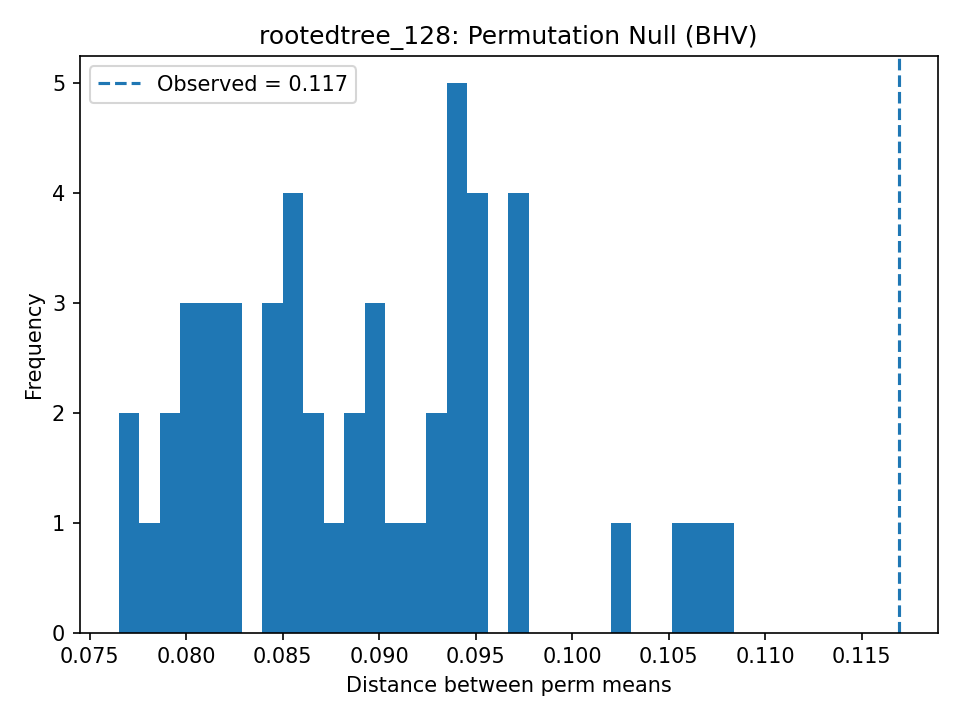 rootedtree_128: Permutation Null (BHV)
Observed = 0.117
5
4
3
2
1
0
Frequency
0.075 0.080 0.085 0.090 0.095 0.100 0.105 0.110 0.115
Distance between perm means